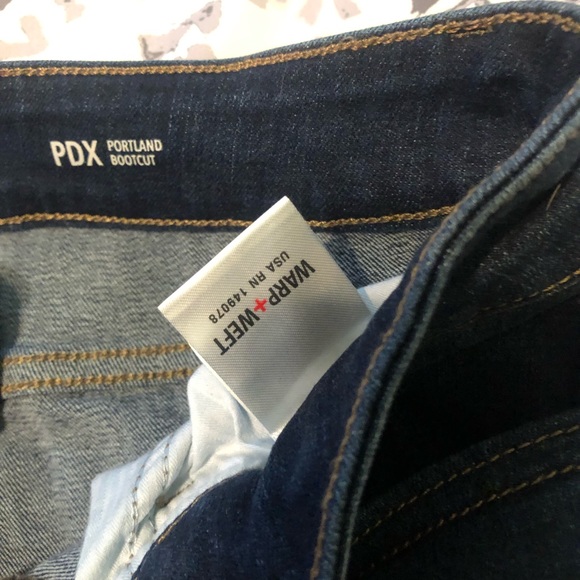 PDX PORTLAND
BOOTCUT
WARP+WEFT
USA RN 149078